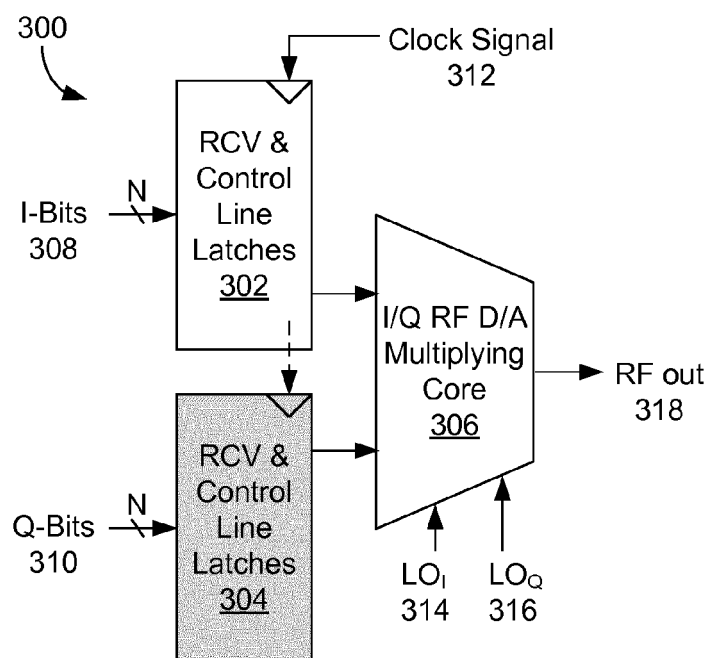 300
Clock Signal
312
RCV &
Control
Line
Latches
302
N
I-Bits
308
I/Q RF D/A
Multiplying
Core
306
RF out
318
RCV &
Control
Line
Latches
304
N
Q-Bits
310
LOI
314
LOQ
316